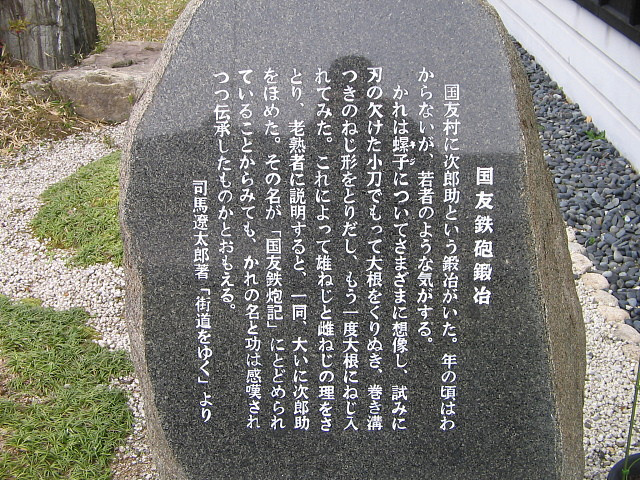 国友鉄砲鍛冶
国友村に次郎助という鍛冶がいた。年の頃はわ
からないが、若者のような気がする。
かれは螺子についてさまざまに想像し、試みに
ネジ
刃の欠けた小刀でもって大根をくりぬき、巻き溝
つきのねじ形をとりだし、もう一度大根にねじ入
れてみた。これによって雄ねじと雌ねじの理をさ
とり、老熟者に説明すると、一同、大いに次郎助
をほめた。その名が「国友鉄炮記」にとどめられ
ていることからみても、かれの名と功は感嘆され
つつ伝承したものかとおもえる。
司馬遼太郎著「街道をゆく」より